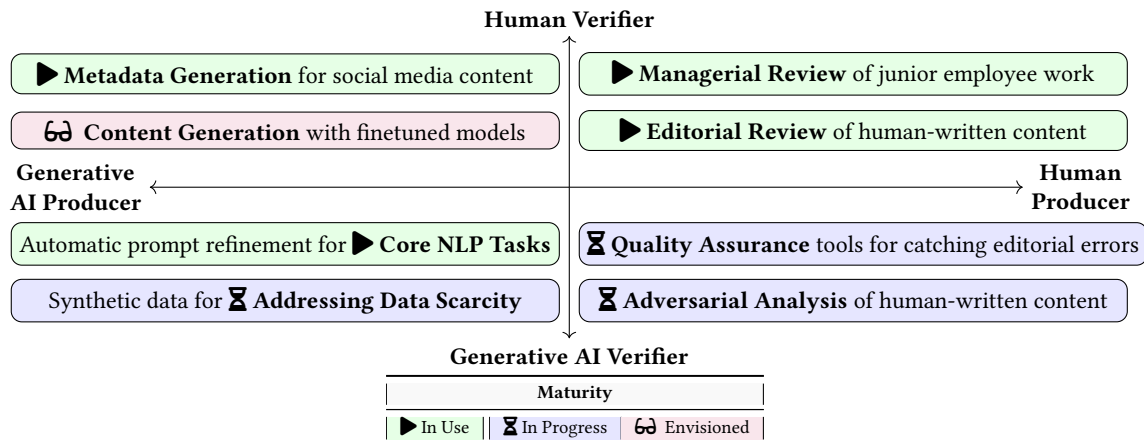 Human Verifier
Metadata Generation for social media content
Managerial Review of junior employee work
Content Generation with finetuned models
Editorial Review of human-written content
Generative
AI Producer
Human
Producer
Automatic prompt refinement for Core NLP Tasks
Quality Assurance tools for catching editorial errors
Synthetic data for Addressing Data Scarcity
Adversarial Analysis of human-written content
Generative AI Verifier
Maturity
In Use
In Progress
Envisioned